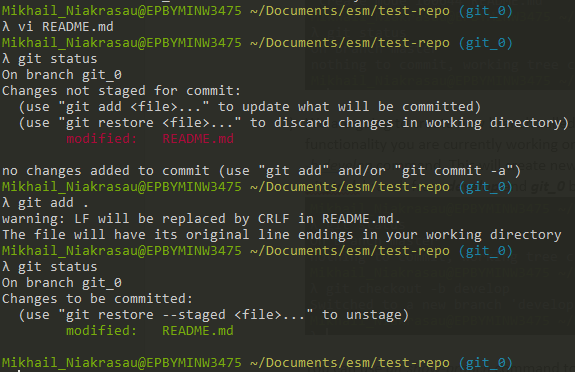 Mikhail_Niakrasau@EPBYMINW3475 ~/Documents/esm/test-repo (git_0)
λ vi README.md
Mikhail_Niakrasau@EPBYMINW3475 ~/Documents/esm/test-repo (git_0)
λ git status
On branch git_0
Changes not staged for commit:
  (use "git add <file>..." to update what will be committed)
  (use "git restore <file>..." to discard changes in working directory)
        modified:   README.md

no changes added to commit (use "git add" and/or "git commit -a")
Mikhail_Niakrasau@EPBYMINW3475 ~/Documents/esm/test-repo (git_0)
λ git add .
warning: LF will be replaced by CRLF in README.md.
The file will have its original line endings in your working directory
Mikhail_Niakrasau@EPBYMINW3475 ~/Documents/esm/test-repo (git_0)
λ git status
On branch git_0
Changes to be committed:
  (use "git restore --staged <file>..." to unstage)
        modified:   README.md

Mikhail_Niakrasau@EPBYMINW3475 ~/Documents/esm/test-repo (git_0)